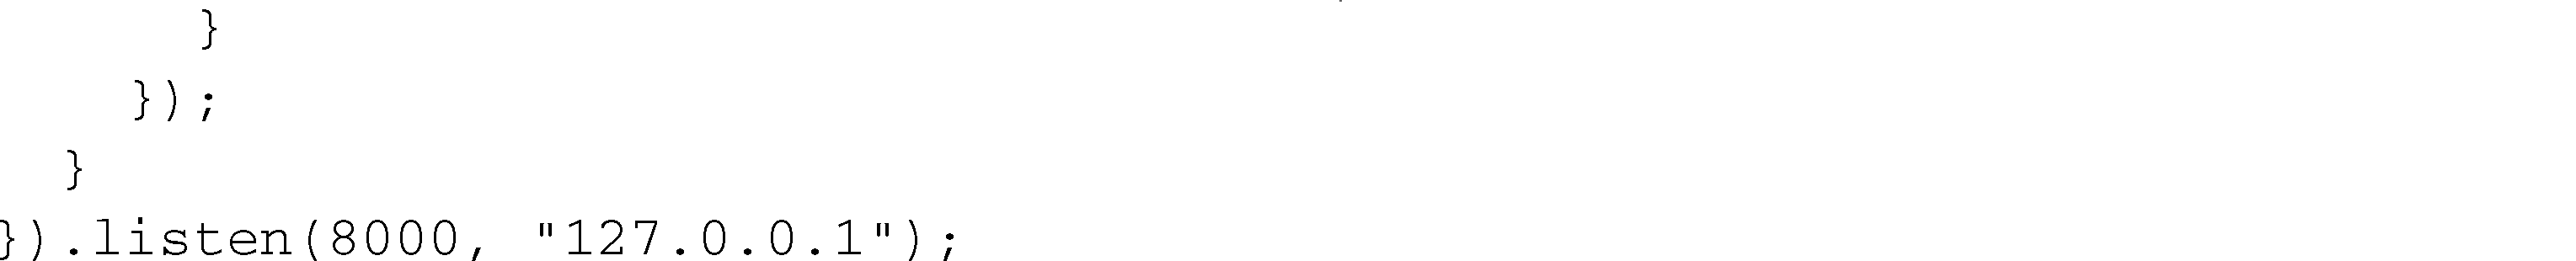 }
});
}
}).listen(8000, "127.0.0.1");